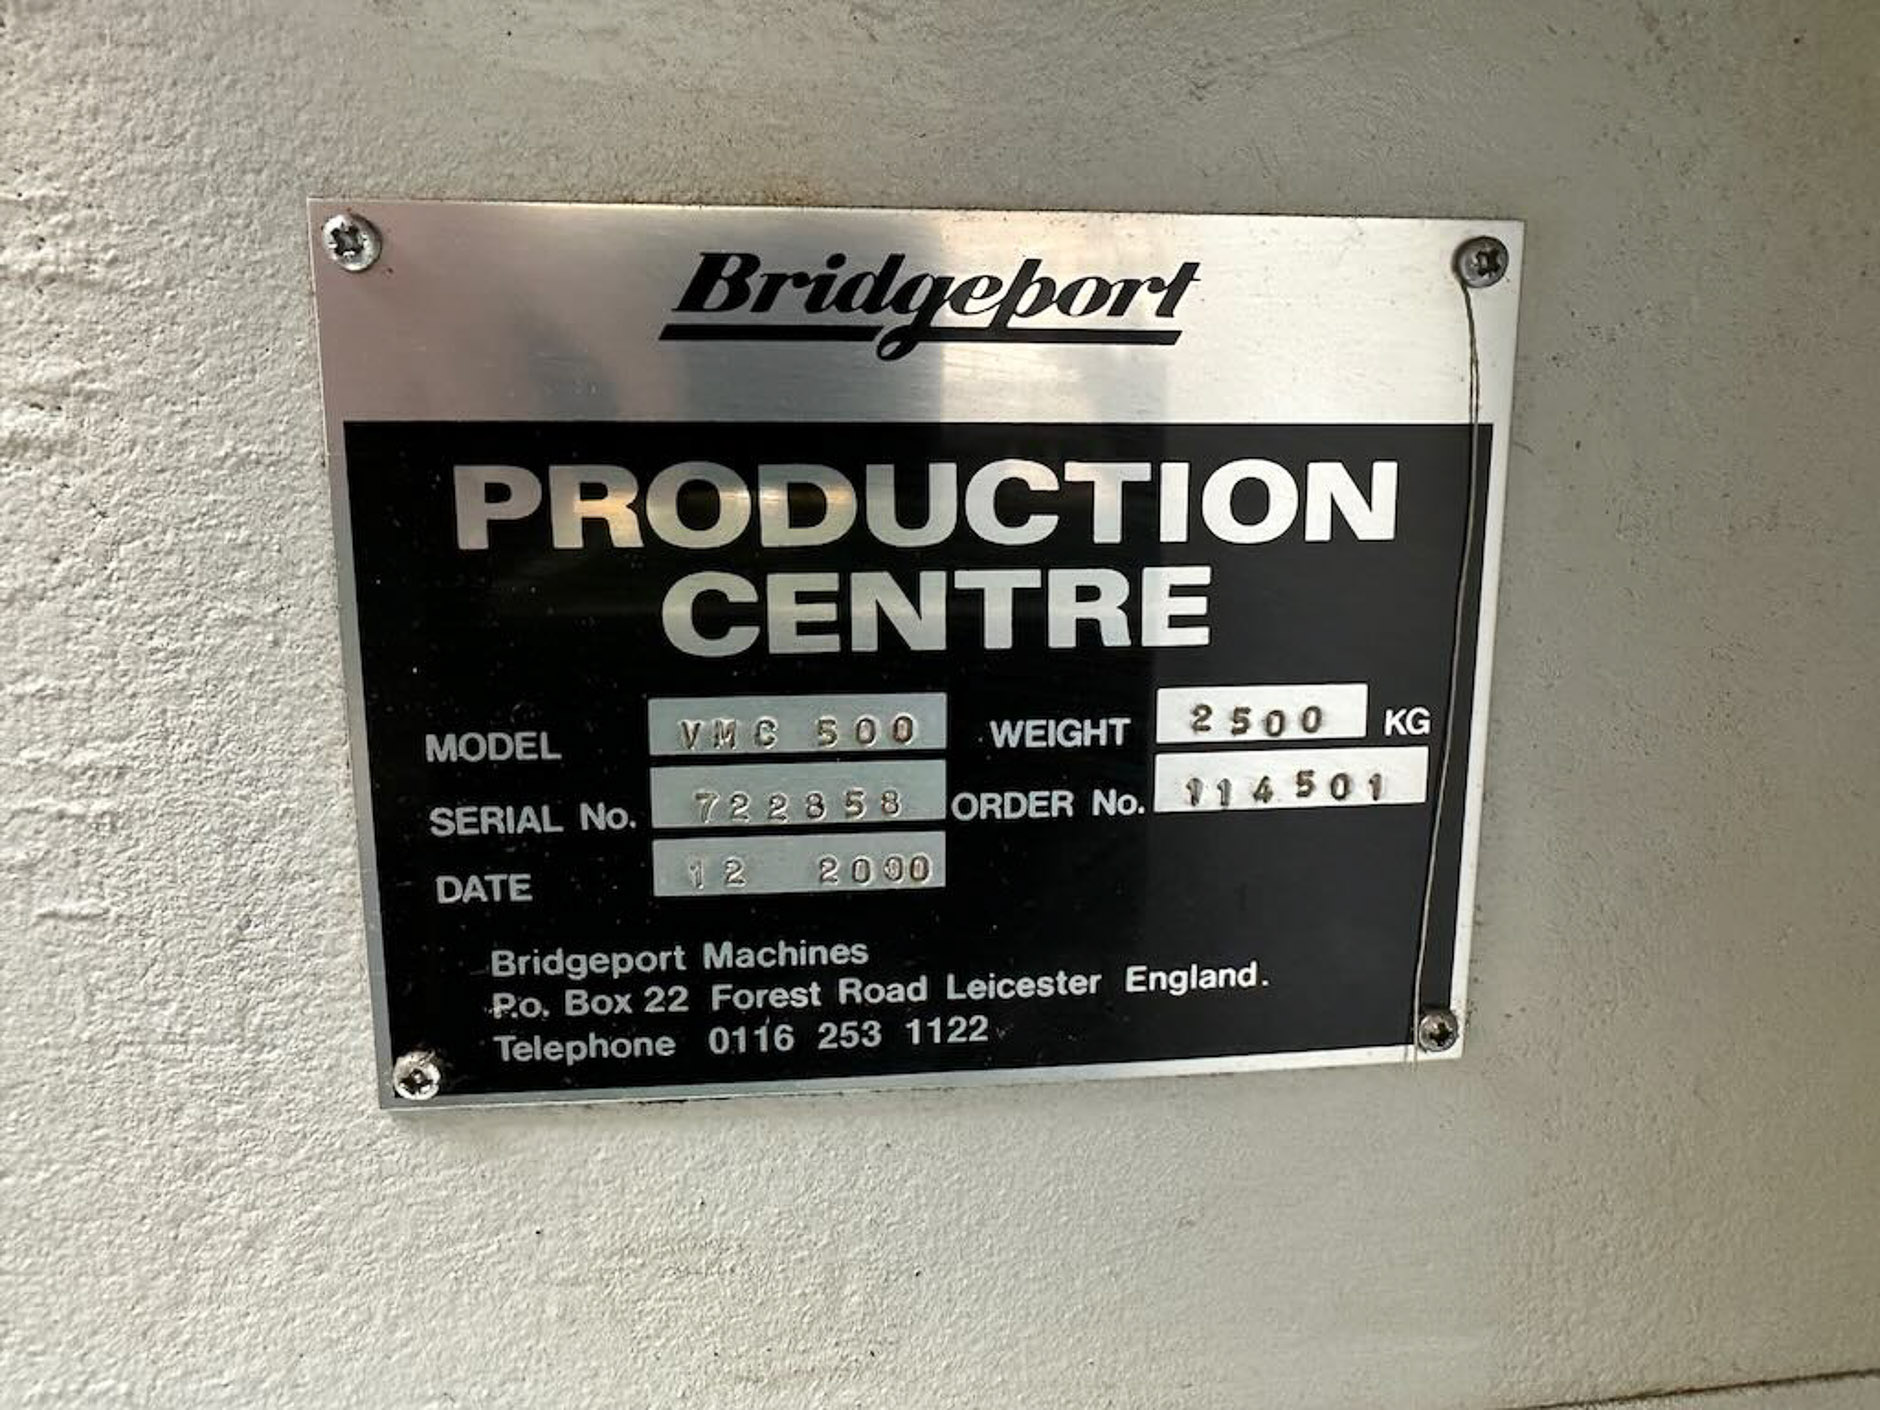 Bridgeport
PRODUCTION
CENTRE
MODEL VMC 500 WEIGHT 2500 KG
SERIAL No. 722858 ORDER No. 114501
DATE 12 2000
Bridgeport Machines
P.o. Box 22 Forest Road Leicester England.
Telephone 0116 253 1122